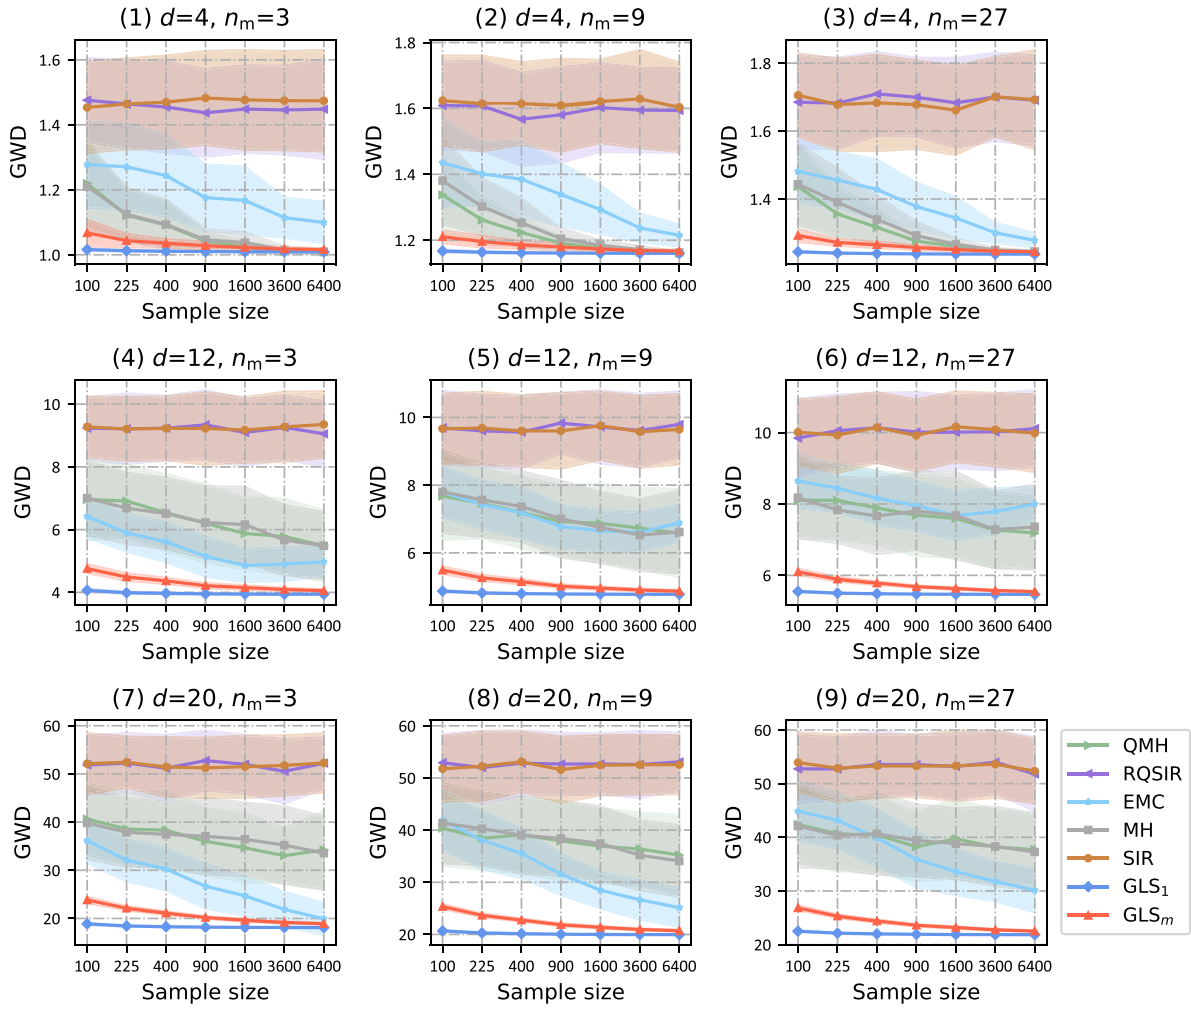 (1) d=4, nm=3
(2) d=4, nm=9
(3) d=4, nm=27
GWD
1.6
1.4
1.2
1.0
100 225 400 900 1600 3600 6400
Sample size
GWD
1.8
1.6
1.4
1.2
100 225 400 900 1600 3600 6400
Sample size
GWD
1.8
1.6
1.4
100 225 400 900 1600 3600 6400
Sample size
(4) d=12, nm=3
(5) d=12, nm=9
(6) d=12, nm=27
GWD
10
8
6
4
100 225 400 900 1600 3600 6400
Sample size
GWD
10
8
6
100 225 400 900 1600 3600 6400
Sample size
GWD
10
8
6
100 225 400 900 1600 3600 6400
Sample size
(7) d=20, nm=3
(8) d=20, nm=9
(9) d=20, nm=27
GWD
60
50
40
30
20
100 225 400 900 1600 3600 6400
Sample size
GWD
60
50
40
30
20
100 225 400 900 1600 3600 6400
Sample size
GWD
60
50
40
30
20
100 225 400 900 1600 3600 6400
Sample size
QMH
RQSIR
EMC
MH
SIR
GLS1
GLSm